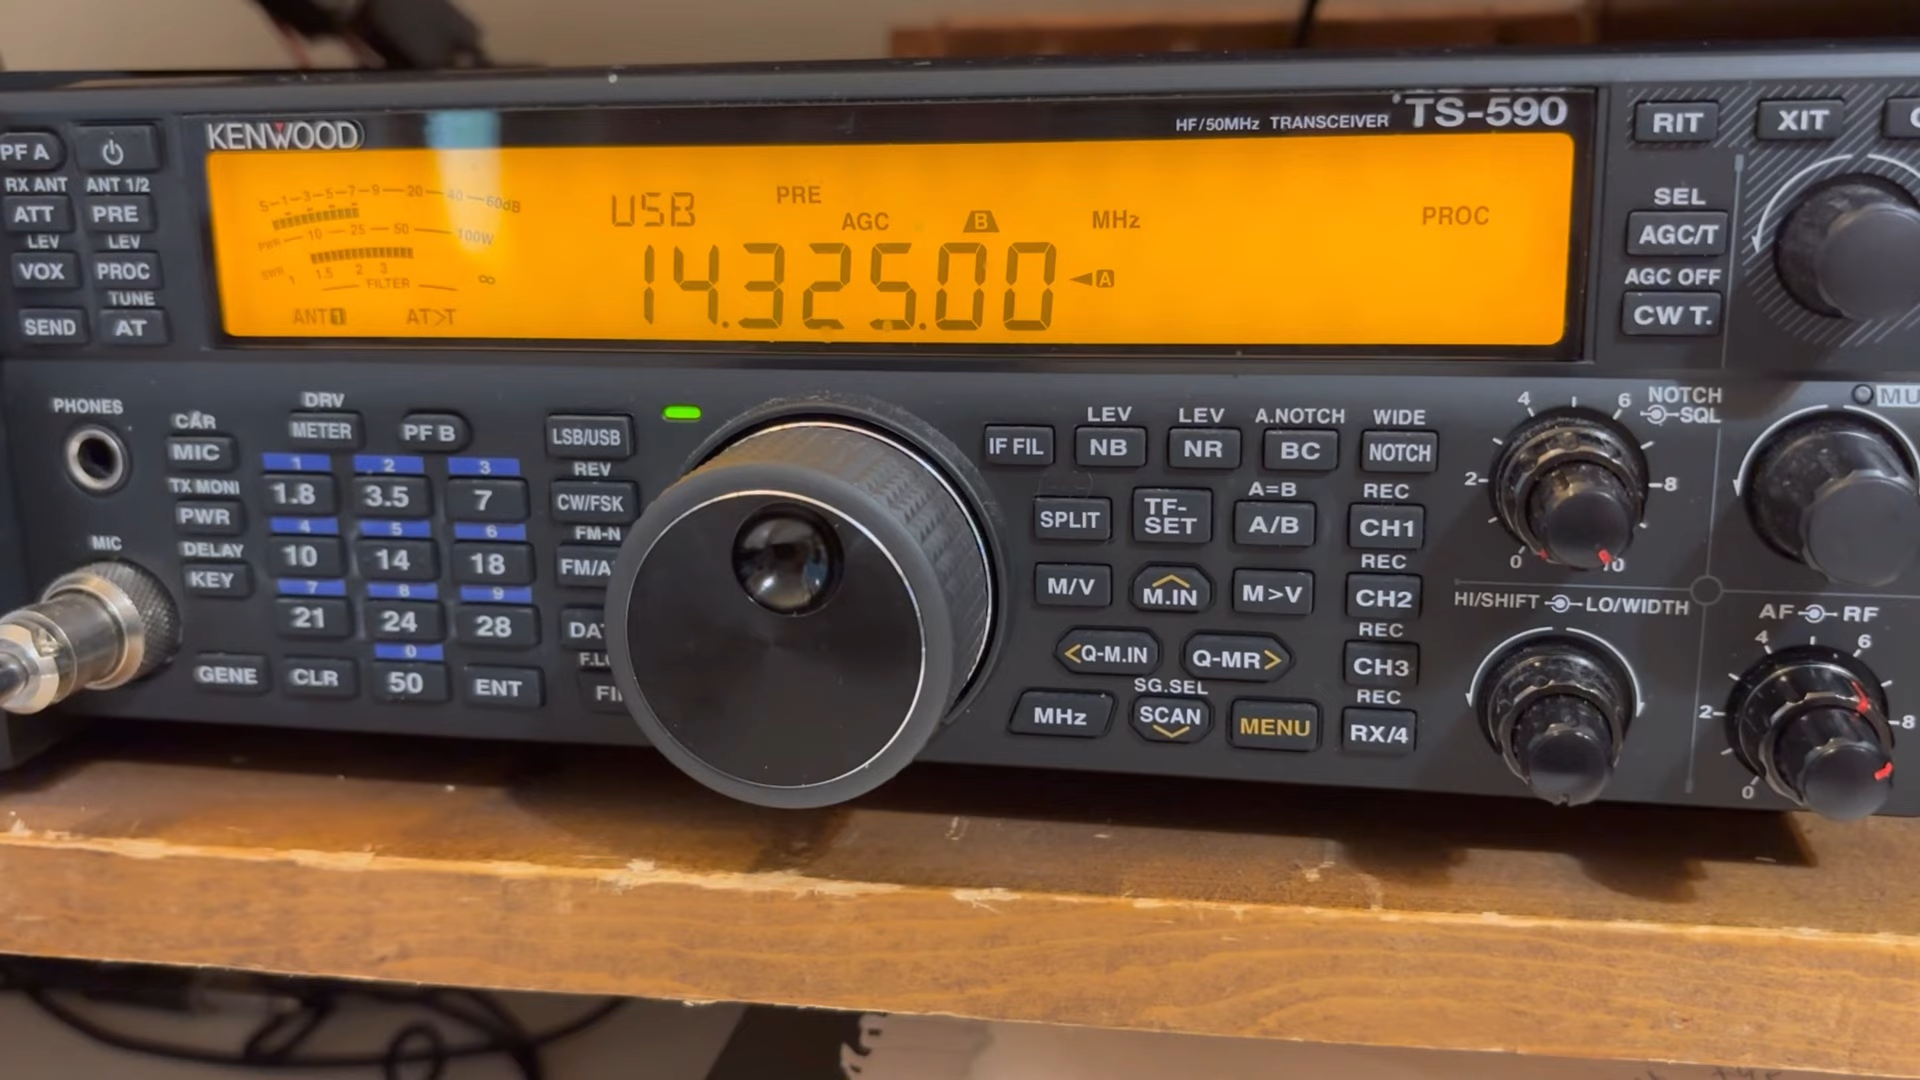 KENWOOD
HF/50MHz TRANSCEIVER TS-590
S-1-3-5-7-9-20-40-60dB
PWR 10 25 50 100W
SWR 1 1.5 2 3 ∞
FILTER
ANT 1 AT>T
USB PRE AGC B MHz PROC
14.325.00 ◄A
PF A
RX ANT ANT 1/2
ATT PRE
LEV LEV
VOX PROC
TUNE
SEND AT
RIT XIT
SEL
AGC/T
AGC OFF
CW T.
PHONES
MIC
CAR
MIC
TX MONI
PWR
DELAY
KEY
DRV
METER PF B
1 2 3
1.8 3.5 7
4 5 6
10 14 18
7 8 9
21 24 28
0
GENE CLR 50 ENT
LSB/USB
REV
CW/FSK
FM-N
FM/A
DA
F.L
FI
LEV LEV A.NOTCH WIDE
IF FIL NB NR BC NOTCH
A=B REC
SPLIT TF-SET A/B CH1
REC
M/V M.IN M>V CH2
REC
<Q-M.IN Q-MR> CH3
SG.SEL REC
MHz SCAN MENU RX/4
NOTCH
SQL
0 2 4 6 8 10
MU
HI/SHIFT LO/WIDTH
AF RF
0 2 4 6 8